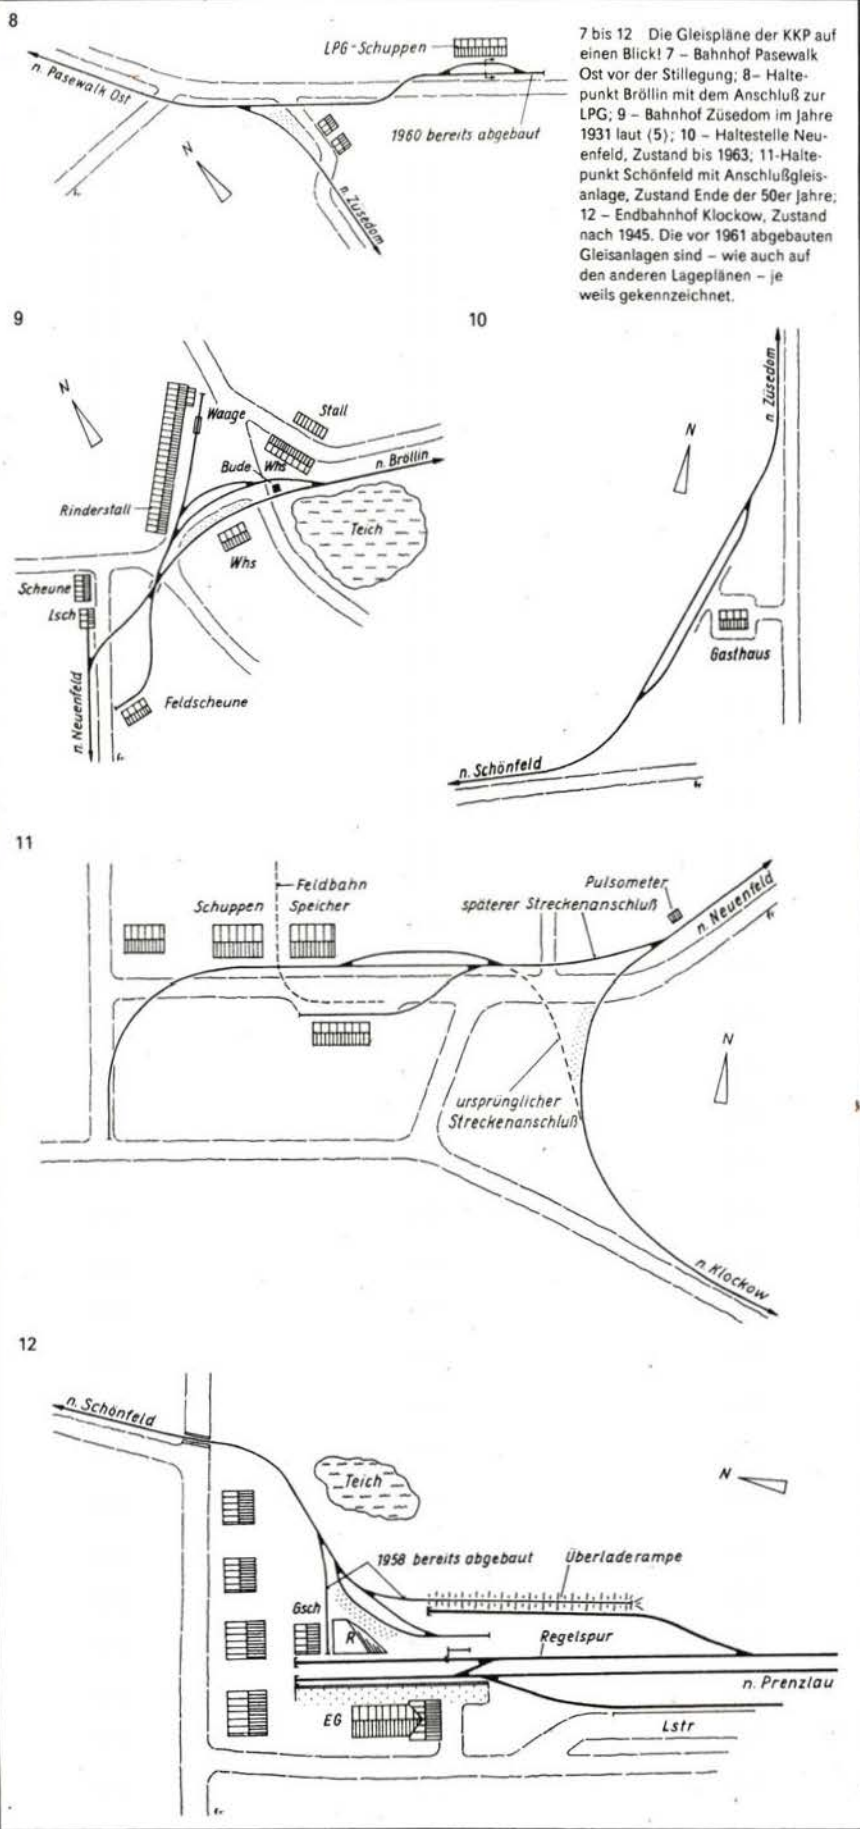 8
n. Pasewalk Ost
LPG-Schuppen
1960 bereits abgebaut
N
n. Züsedom
7 bis 12 Die Gleispläne der KKP auf
einen Blick! 7 – Bahnhof Pasewalk
Ost vor der Stillegung; 8– Halte-
punkt Bröllin mit dem Anschluß zur
LPG; 9 – Bahnhof Züsedom im Jahre
1931 laut (5); 10 – Haltestelle Neu-
enfeld, Zustand bis 1963; 11-Halte-
punkt Schönfeld mit Anschlußgleis-
anlage, Zustand Ende der 50er Jahre;
12 – Endbahnhof Klockow, Zustand
nach 1945. Die vor 1961 abgebauten
Gleisanlagen sind – wie auch auf
den anderen Lageplänen – je
weils gekennzeichnet.
9
N
Waage
Stall
Bude
Whs
n. Bröllin
Rinderstall
Teich
Whs
Scheune
Lsch
n. Neuenfeld
Feldscheune
10
n. Züsedom
N
Gasthaus
n. Schönfeld
11
Feldbahn
Schuppen
Speicher
Pulsometer
späterer Streckenanschluß
n. Neuenfeld
N
ursprünglicher
Streckenanschluß
n. Klockow
12
n. Schönfeld
Teich
N
1958 bereits abgebaut
Überladerampe
Gsch
R
Regelspur
n. Prenzlau
EG
Lstr